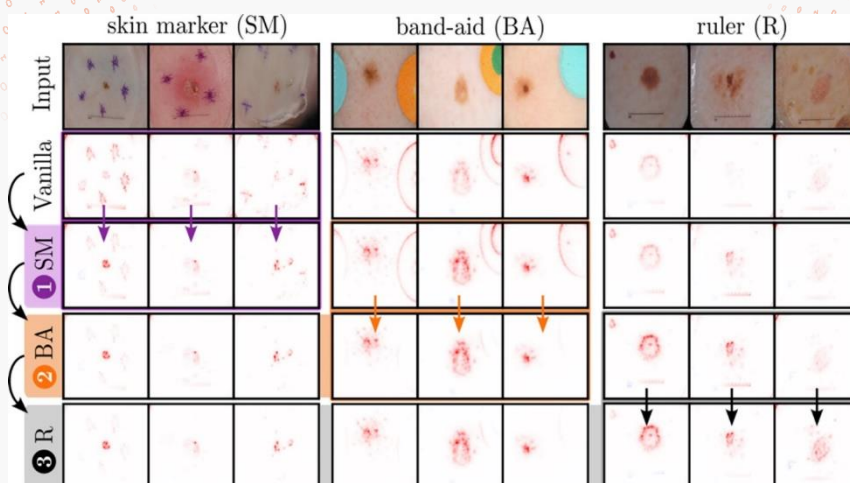 skin marker (SM)
band-aid (BA)
ruler (R)
Input
Vanilla
1 SM
2 BA
3 R